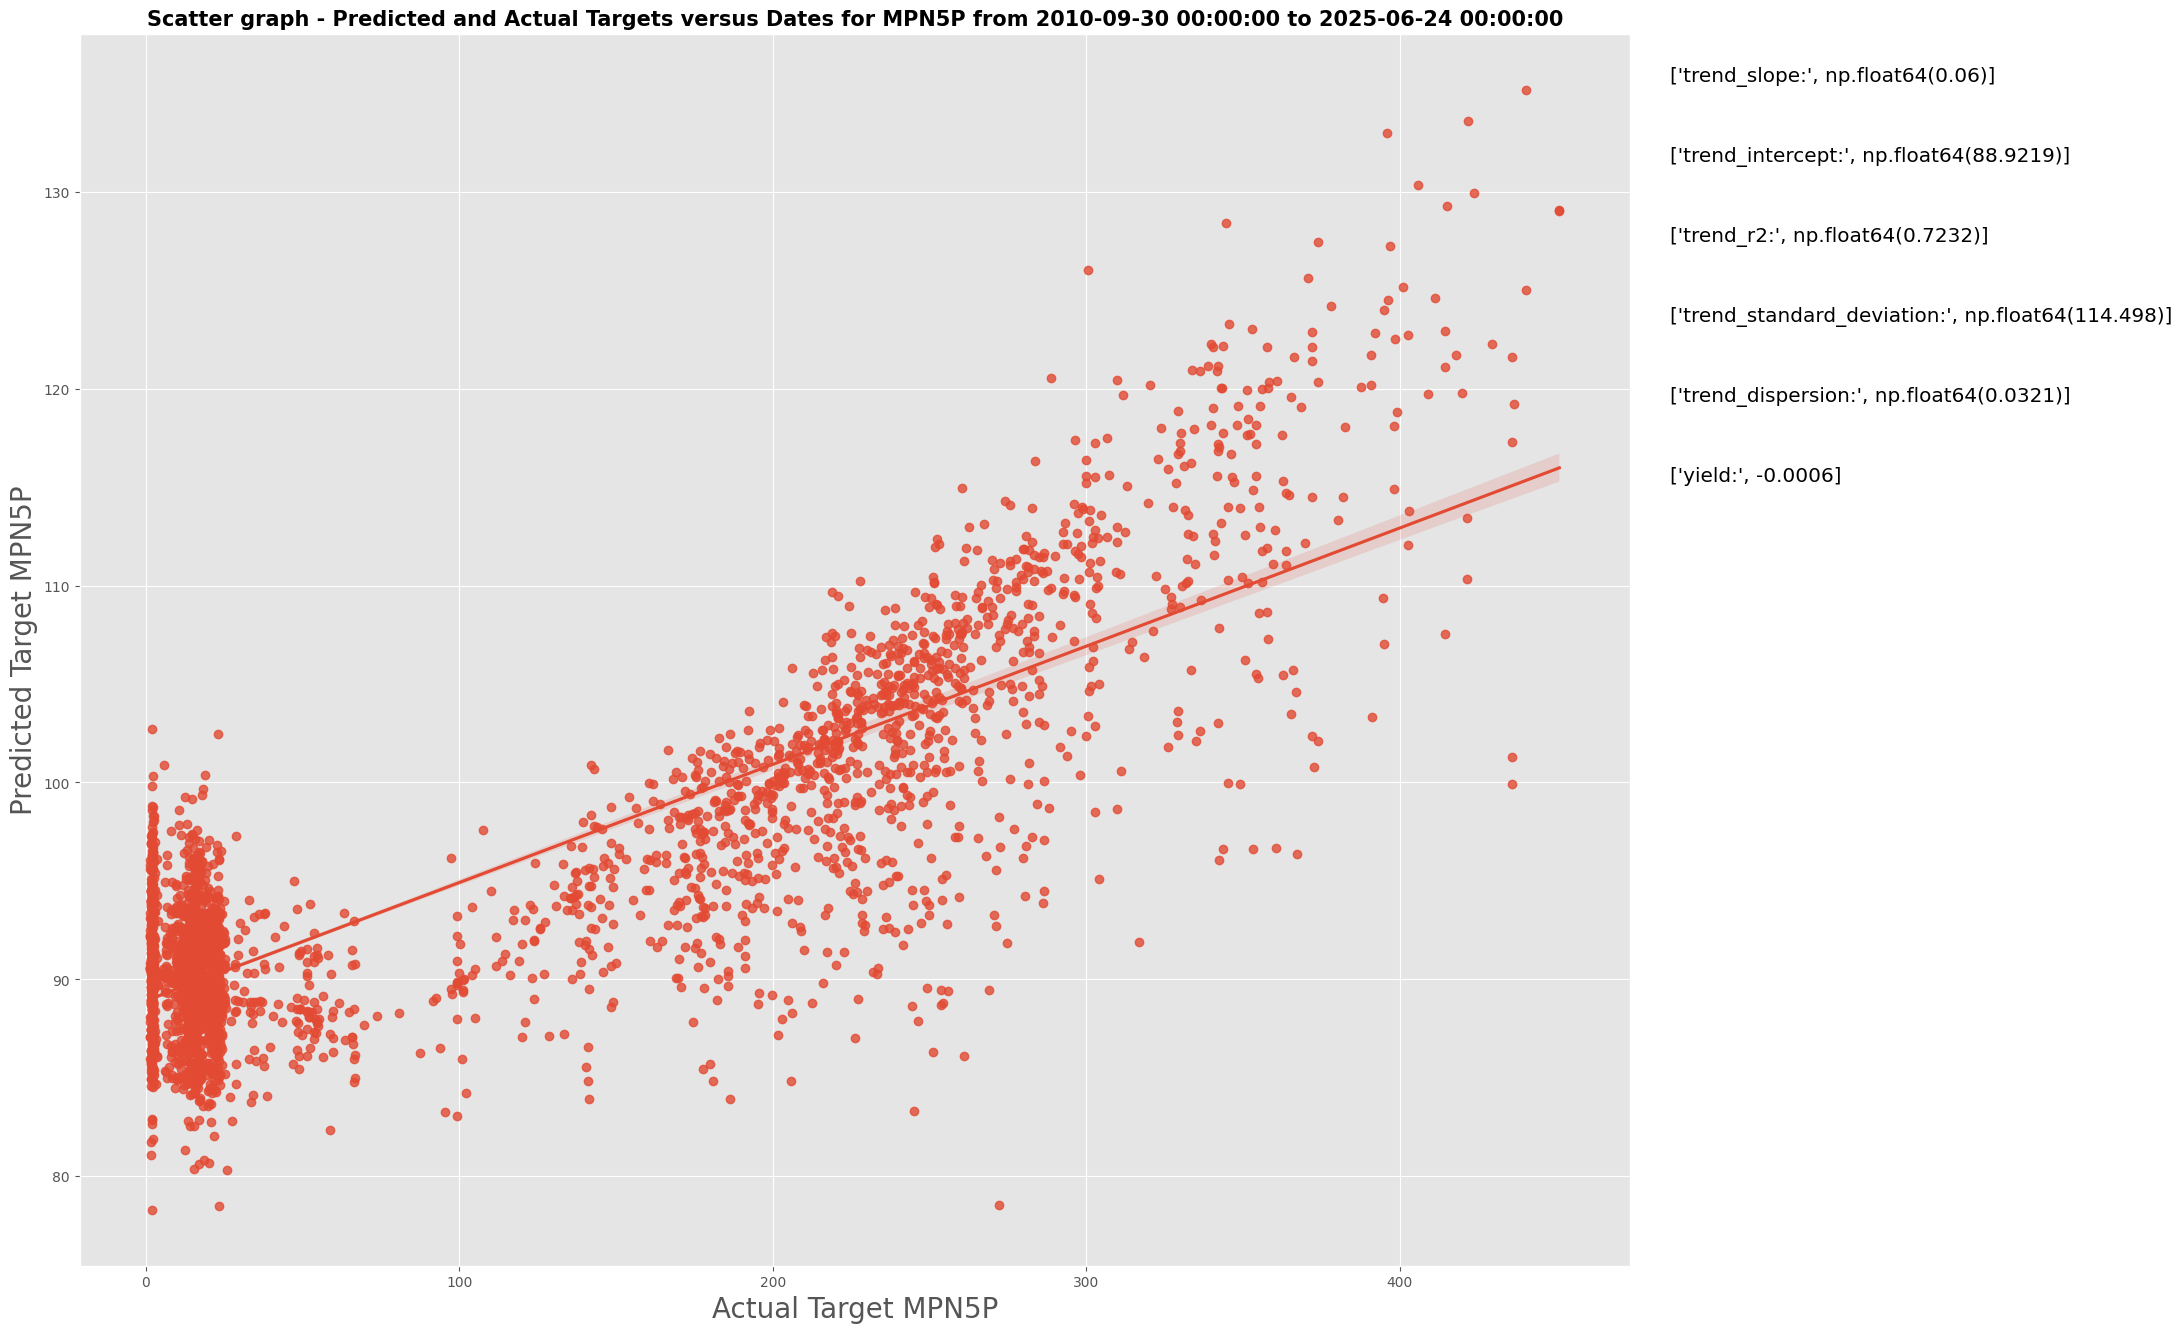 Scatter graph - Predicted and Actual Targets versus Dates for MPN5P from 2010-09-30 00:00:00 to 2025-06-24 00:00:00
['trend_slope:', np.float64(0.06)]
['trend_intercept:', np.float64(88.9219)]
['trend_r2:', np.float64(0.7232)]
['trend_standard_deviation:', np.float64(114.498)]
['trend_dispersion:', np.float64(0.0321)]
['yield:', -0.0006]
Predicted Target MPN5P
130
120
110
100
90
80
0 100 200 300 400
Actual Target MPN5P